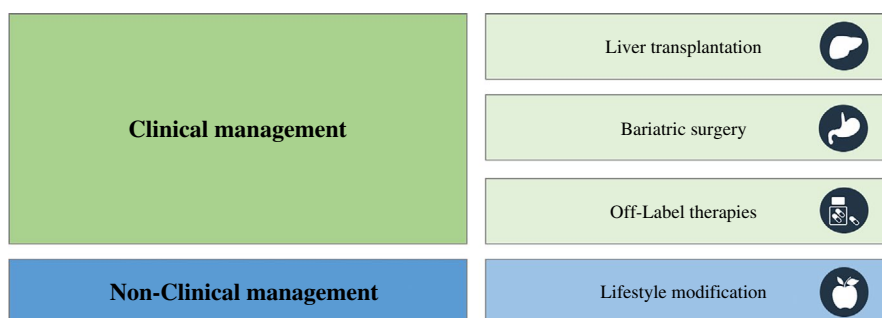 Clinical management
Liver transplantation
Bariatric surgery
Off-Label therapies
Non-Clinical management
Lifestyle modification